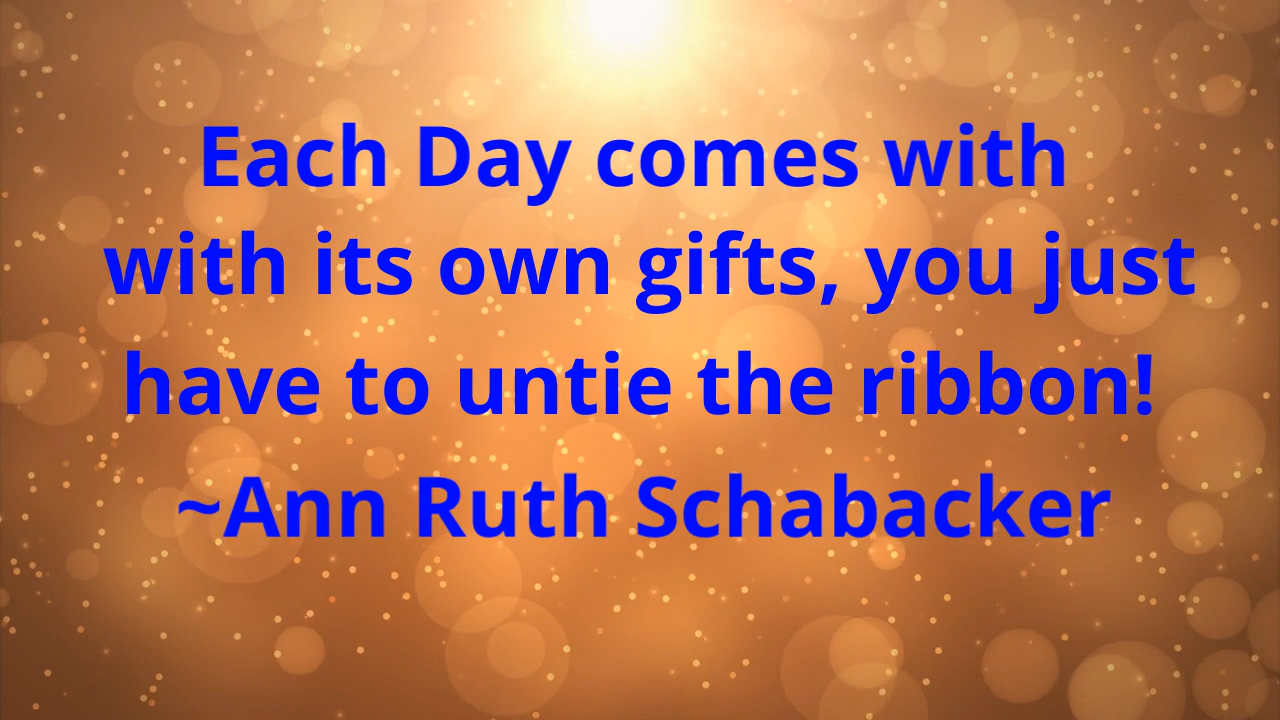 Each Day comes with
with its own gifts, you just
have to untie the ribbon!
~Ann Ruth Schabacker